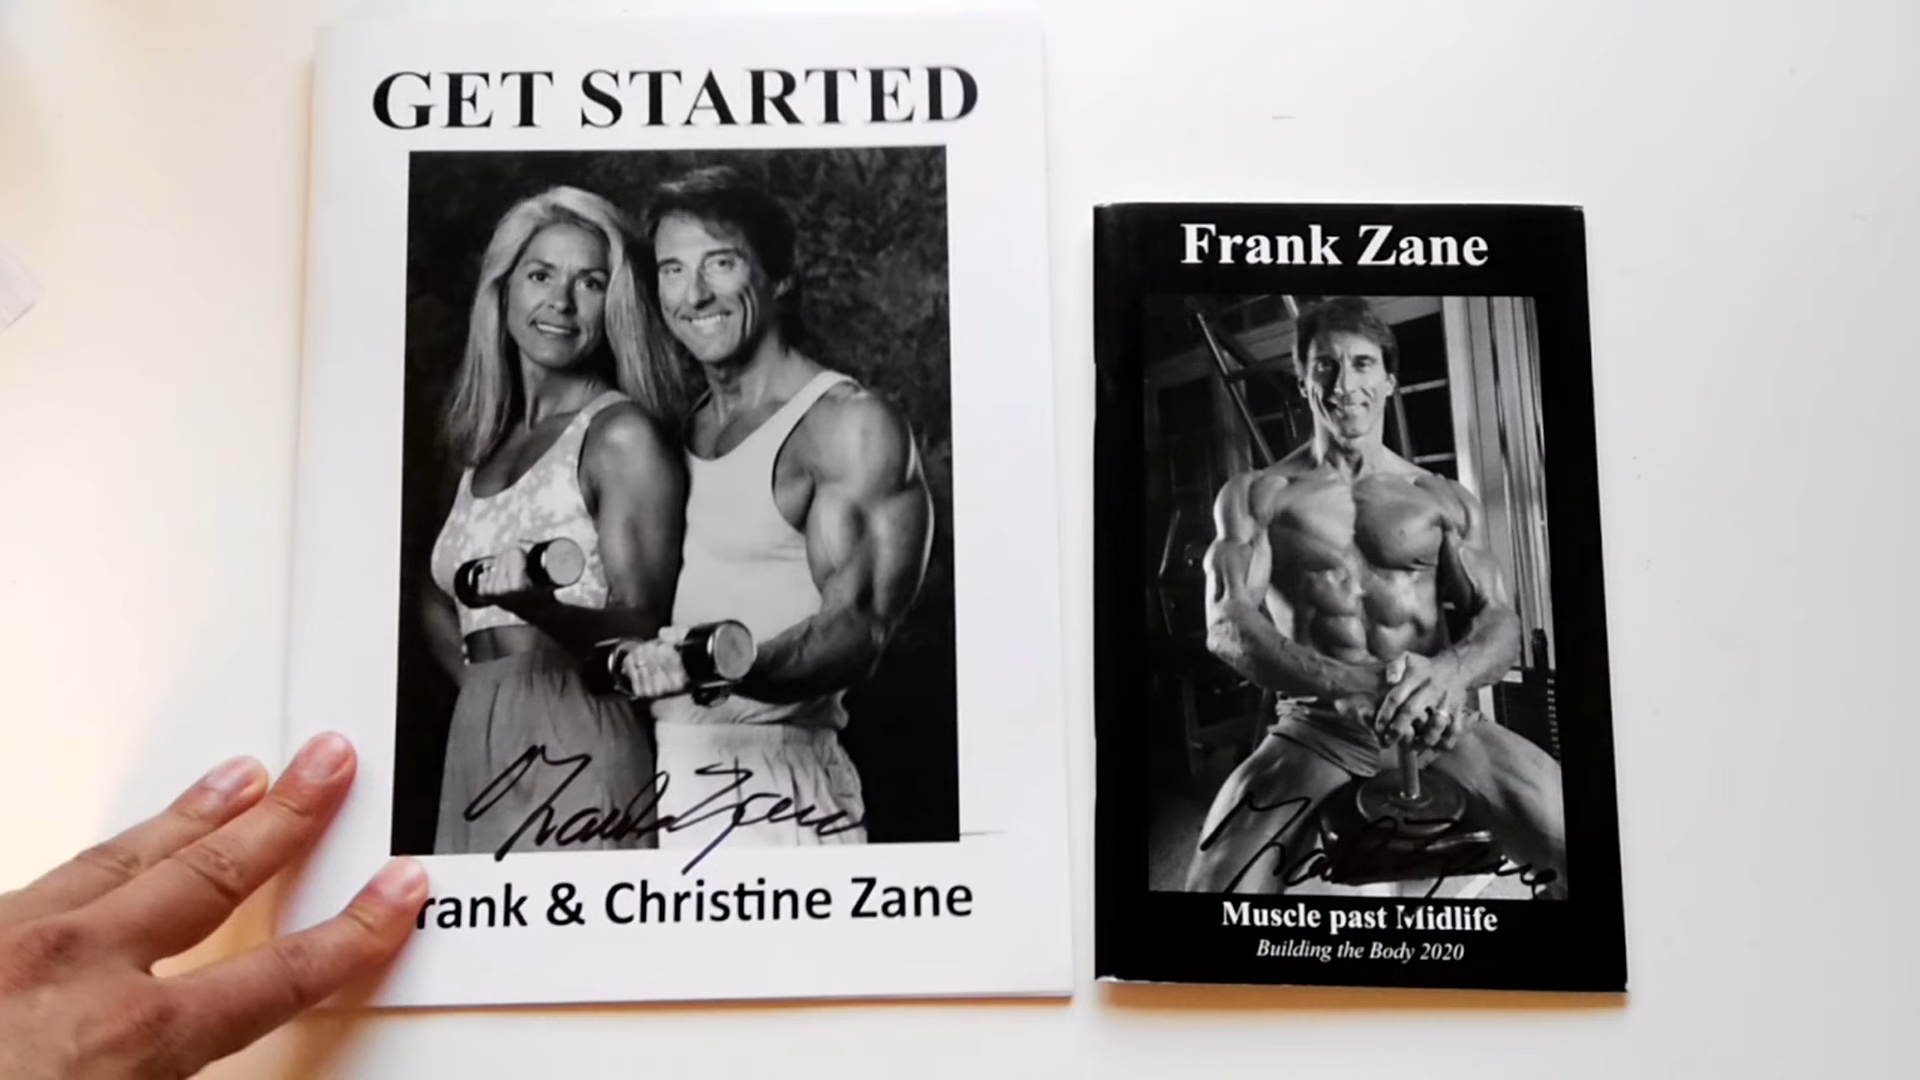 GET STARTED
Frank Zane
rank & Christine Zane
Muscle past Midlife
Building the Body 2020